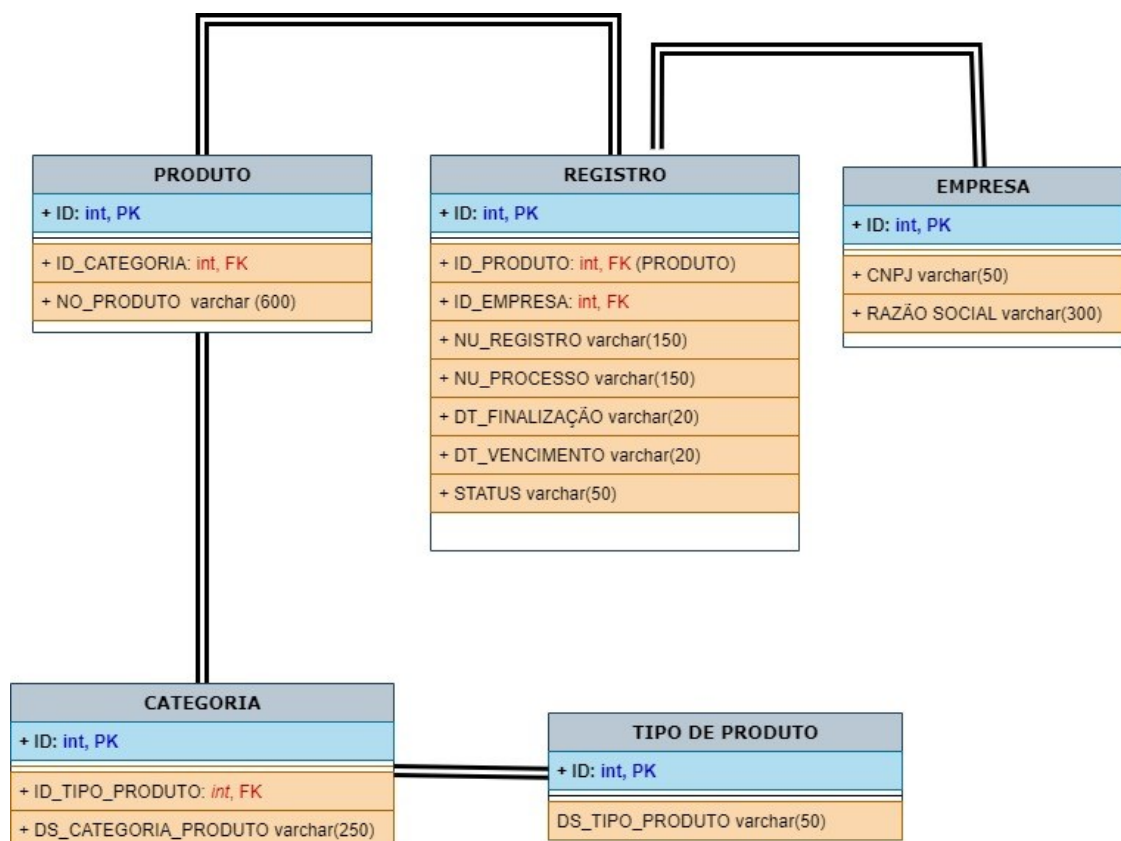 PRODUTO
+ ID: int, PK
+ ID_CATEGORIA: int, FK
+ NO_PRODUTO varchar (600)
REGISTRO
+ ID: int, PK
+ ID_PRODUTO: int, FK (PRODUTO)
+ ID_EMPRESA: int, FK
+ NU_REGISTRO varchar(150)
+ NU_PROCESSO varchar(150)
+ DT_FINALIZAÇÃO varchar(20)
+ DT_VENCIMENTO varchar(20)
+ STATUS varchar(50)
EMPRESA
+ ID: int, PK
+ CNPJ varchar(50)
+ RAZÃO SOCIAL varchar(300)
CATEGORIA
+ ID: int, PK
+ ID_TIPO_PRODUTO: int, FK
+ DS_CATEGORIA_PRODUTO varchar(250)
TIPO DE PRODUTO
+ ID: int, PK
DS_TIPO_PRODUTO varchar(50)